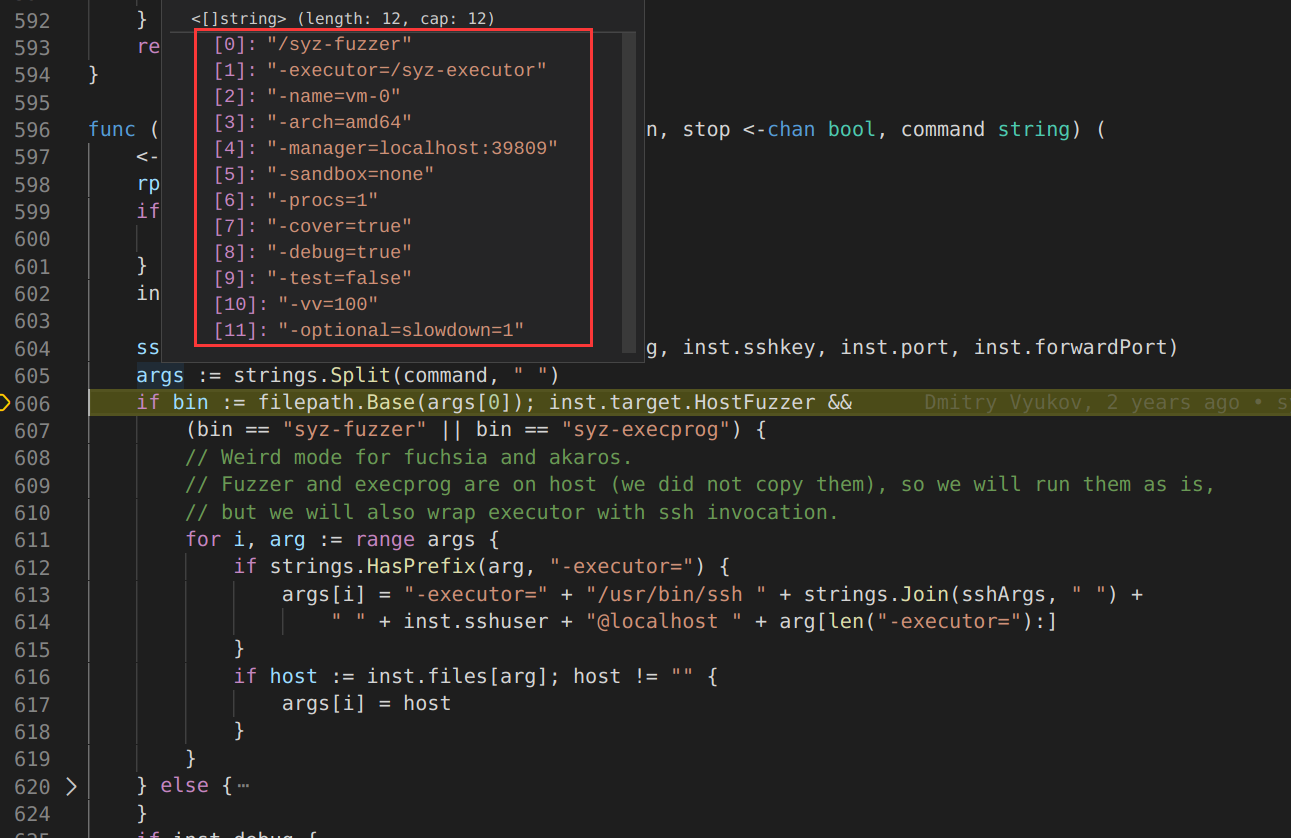 <[]string> (length: 12, cap: 12)
[0]: "/syz-fuzzer"
[1]: "-executor=/syz-executor"
[2]: "-name=vm-0"
[3]: "-arch=amd64"
[4]: "-manager=localhost:39809"
[5]: "-sandbox=none"
[6]: "-procs=1"
[7]: "-cover=true"
[8]: "-debug=true"
[9]: "-test=false"
[10]: "-vv=100"
[11]: "-optional=slowdown=1"
592 }
593 re
594 }
595
596 func ( n, stop <-chan bool, command string) (
597 <-
598 rp
599 if
600
601 }
602 in
603
604 ss g, inst.sshkey, inst.port, inst.forwardPort)
605 args := strings.Split(command, " ")
606 if bin := filepath.Base(args[0]); inst.target.HostFuzzer && Dmitry Vyukov, 2 years ago • s
607 (bin == "syz-fuzzer" || bin == "syz-execprog") {
608 // Weird mode for fuchsia and akaros.
609 // Fuzzer and execprog are on host (we did not copy them), so we will run them as is,
610 // but we will also wrap executor with ssh invocation.
611 for i, arg := range args {
612 if strings.HasPrefix(arg, "-executor=") {
613 args[i] = "-executor=" + "/usr/bin/ssh " + strings.Join(sshArgs, " ") +
614 " " + inst.sshuser + "@localhost " + arg[len("-executor="):]
615 }
616 if host := inst.files[arg]; host != "" {
617 args[i] = host
618 }
619 }
620 } else {⋯
624 }
625 if inst.debug {